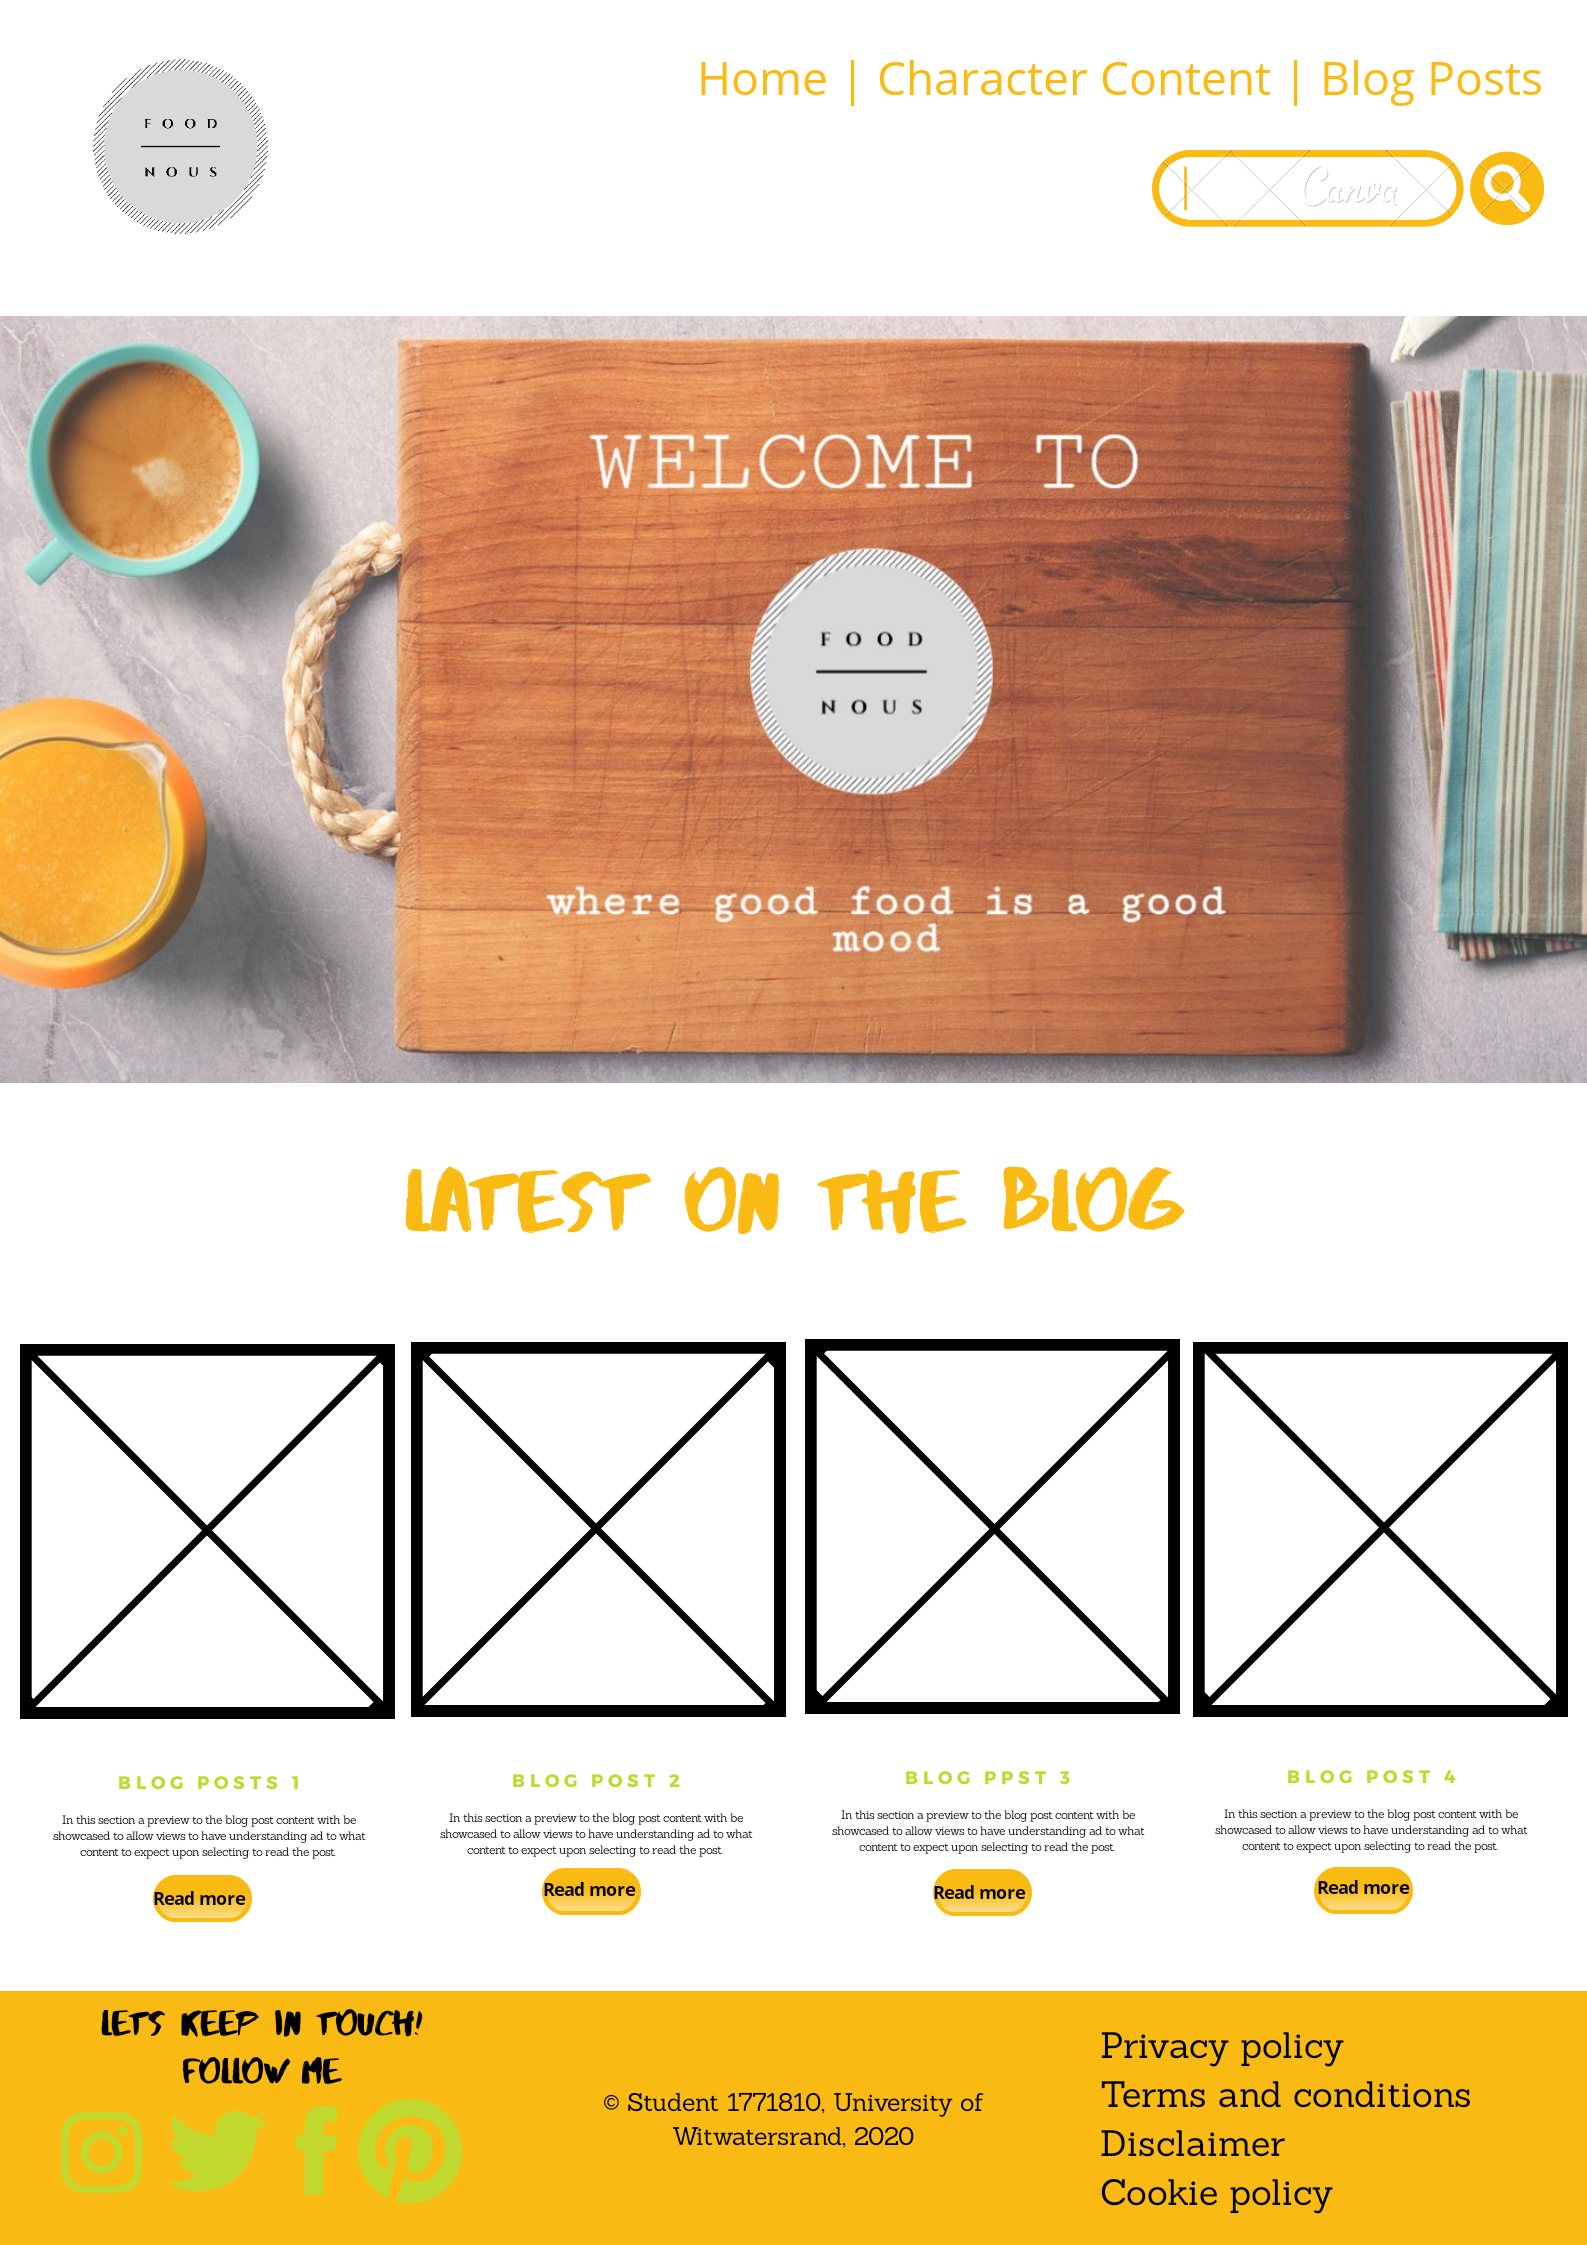 FOOD
NOUS
Home | Character Content | Blog Posts
Canva
WELCOME TO
FOOD
NOUS
where good food is a good
mood
LATEST ON THE BLOG
BLOG POSTS 1
In this section a preview to the blog post content with be
showcased to allow views to have understanding ad to what
content to expect upon selecting to read the post.
Read more
BLOG POST 2
In this section a preview to the blog post content with be
showcased to allow views to have understanding ad to what
content to expect upon selecting to read the post.
Read more
BLOG PPST 3
In this section a preview to the blog post content with be
showcased to allow views to have understanding ad to what
content to expect upon selecting to read the post.
Read more
BLOG POST 4
In this section a preview to the blog post content with be
showcased to allow views to have understanding ad to what
content to expect upon selecting to read the post.
Read more
LETS KEEP IN TOUCH!
FOLLOW ME
© Student 1771810, University of
Witwatersrand, 2020
Privacy policy
Terms and conditions
Disclaimer
Cookie policy